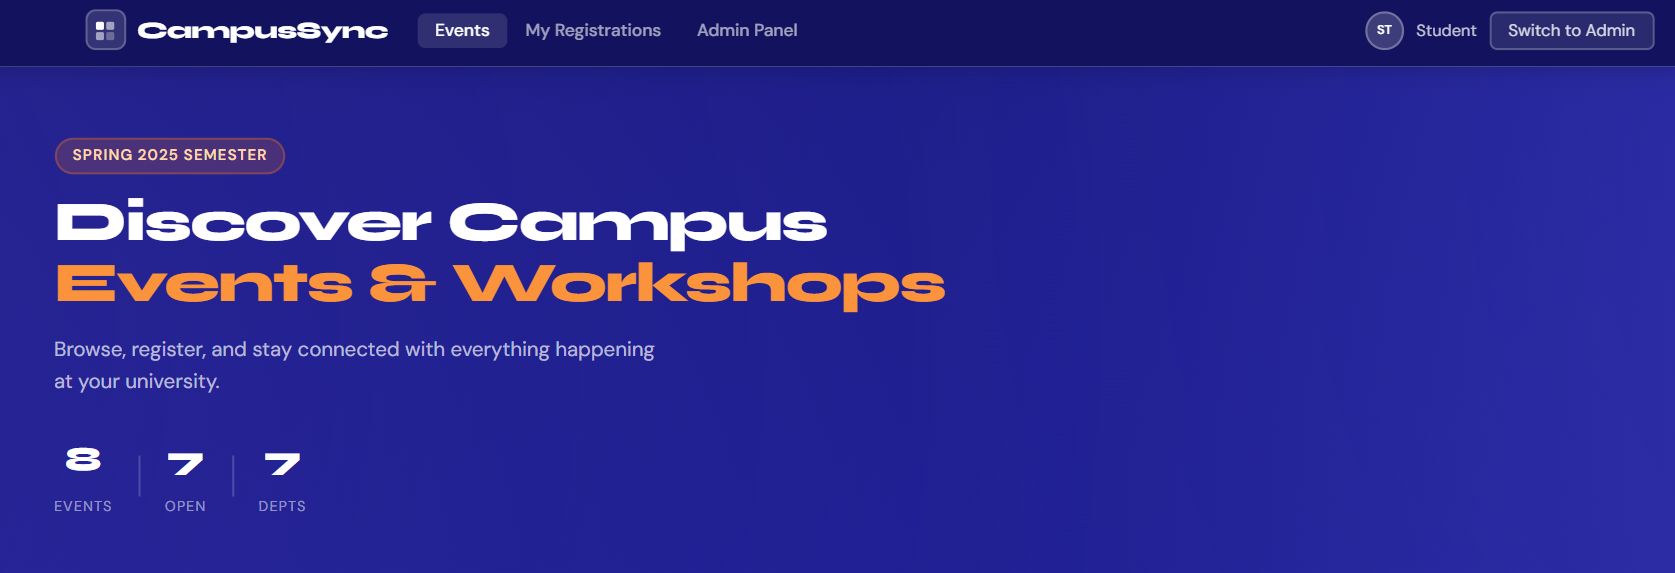 CampusSync
Events
My Registrations
Admin Panel
ST
Student
Switch to Admin
SPRING 2025 SEMESTER
Discover Campus
Events & Workshops
Browse, register, and stay connected with everything happening
at your university.
8
EVENTS
7
OPEN
7
DEPTS